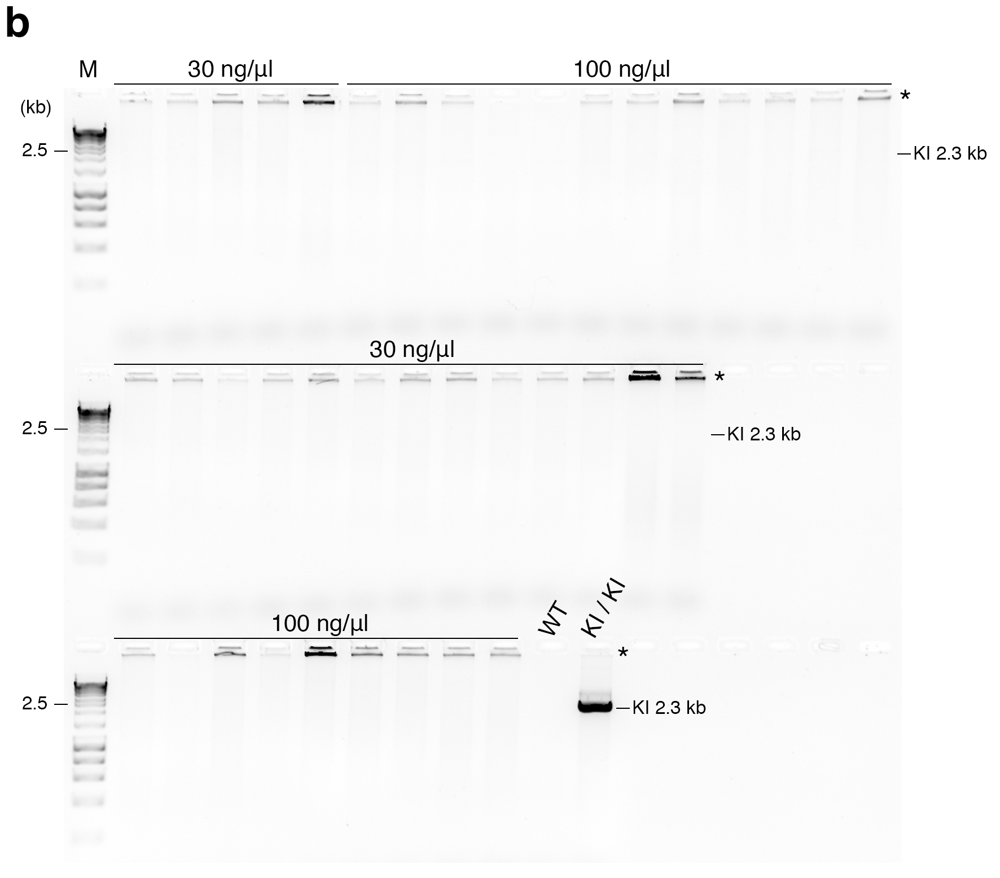 b
M 30 ng/µl 100 ng/µl
(kb) *
2.5 KI 2.3 kb
30 ng/µl
*
2.5 KI 2.3 kb
100 ng/µl WT KI / KI
*
2.5 KI 2.3 kb